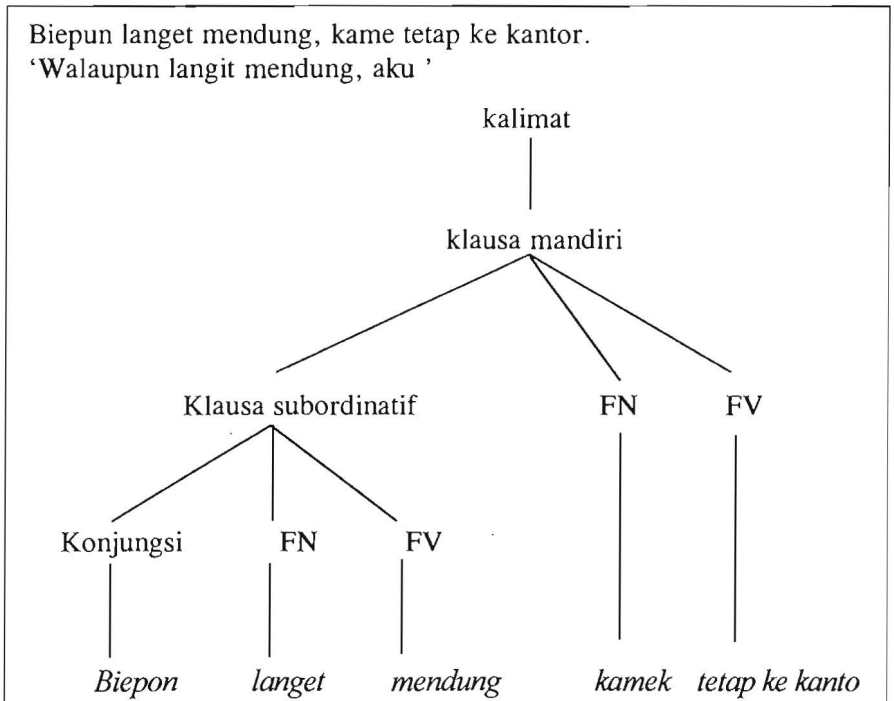 Biepun langet mendung, kame tetap ke kantor.
‘Walaupun langit mendung, aku ’
kalimat
klausa mandiri
Klausa subordinatif FN FV
Konjungsi FN FV
Biepon langet mendung kamek tetap ke kanto